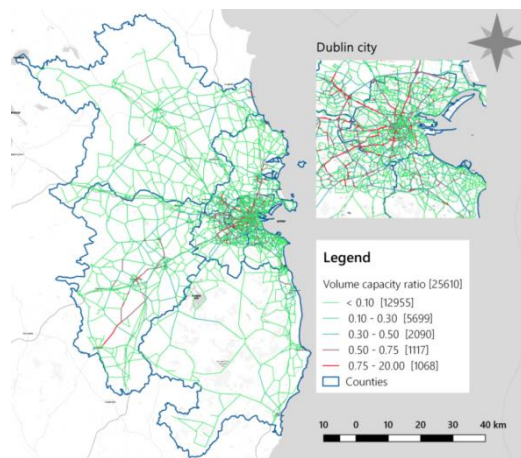 Dublin city
Legend
Volume capacity ratio [25610]
< 0.10 [12955]
0.10 - 0.30 [5699]
0.30 - 0.50 [2090]
0.50 - 0.75 [1117]
0.75 - 20.00 [1068]
Counties
10 0 10 20 30 40 km